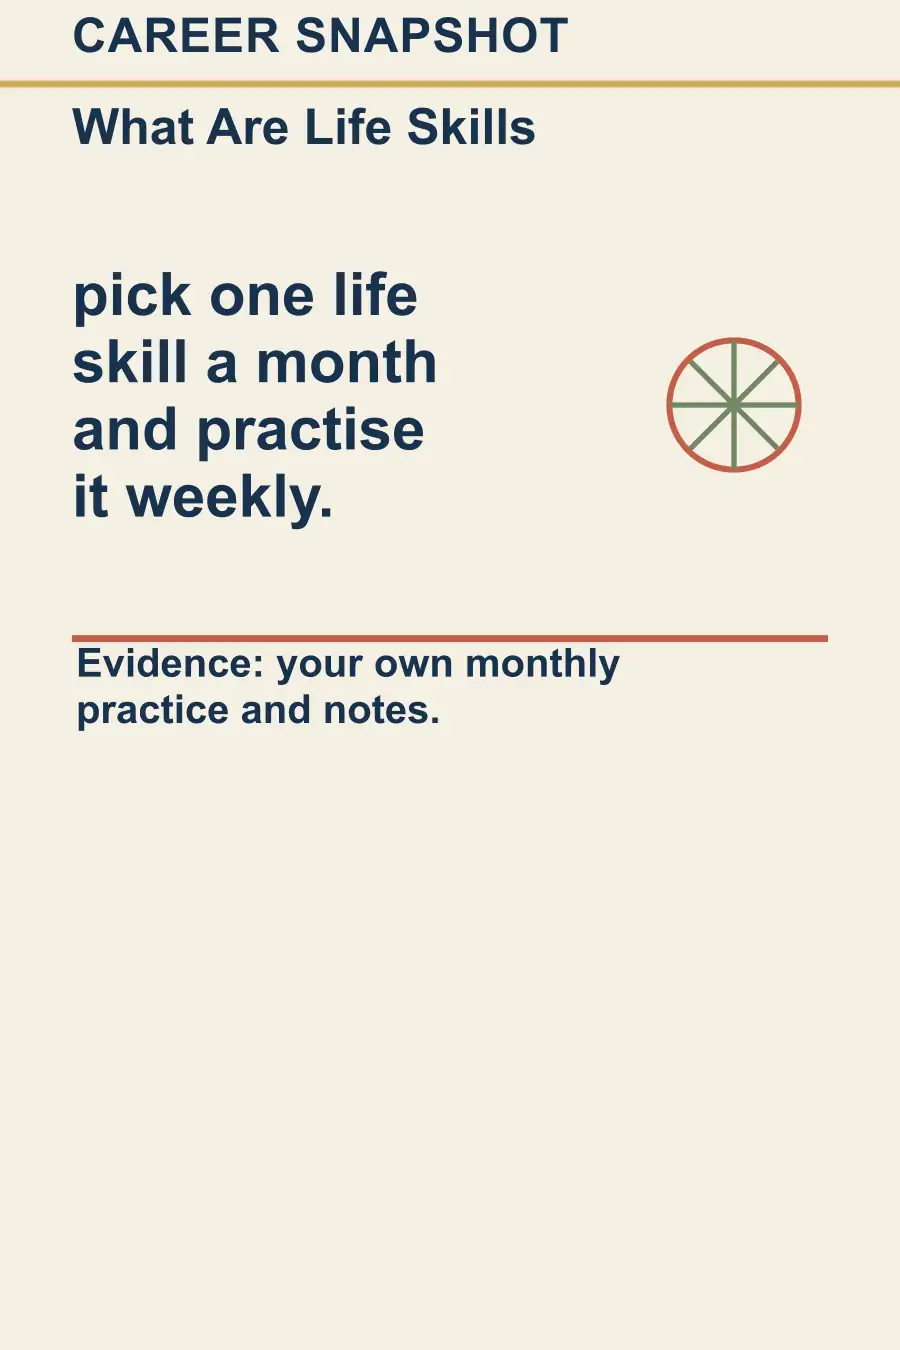 CAREER SNAPSHOT
What Are Life Skills
pick one life
skill a month
and practise
it weekly.
Evidence: your own monthly
practice and notes.